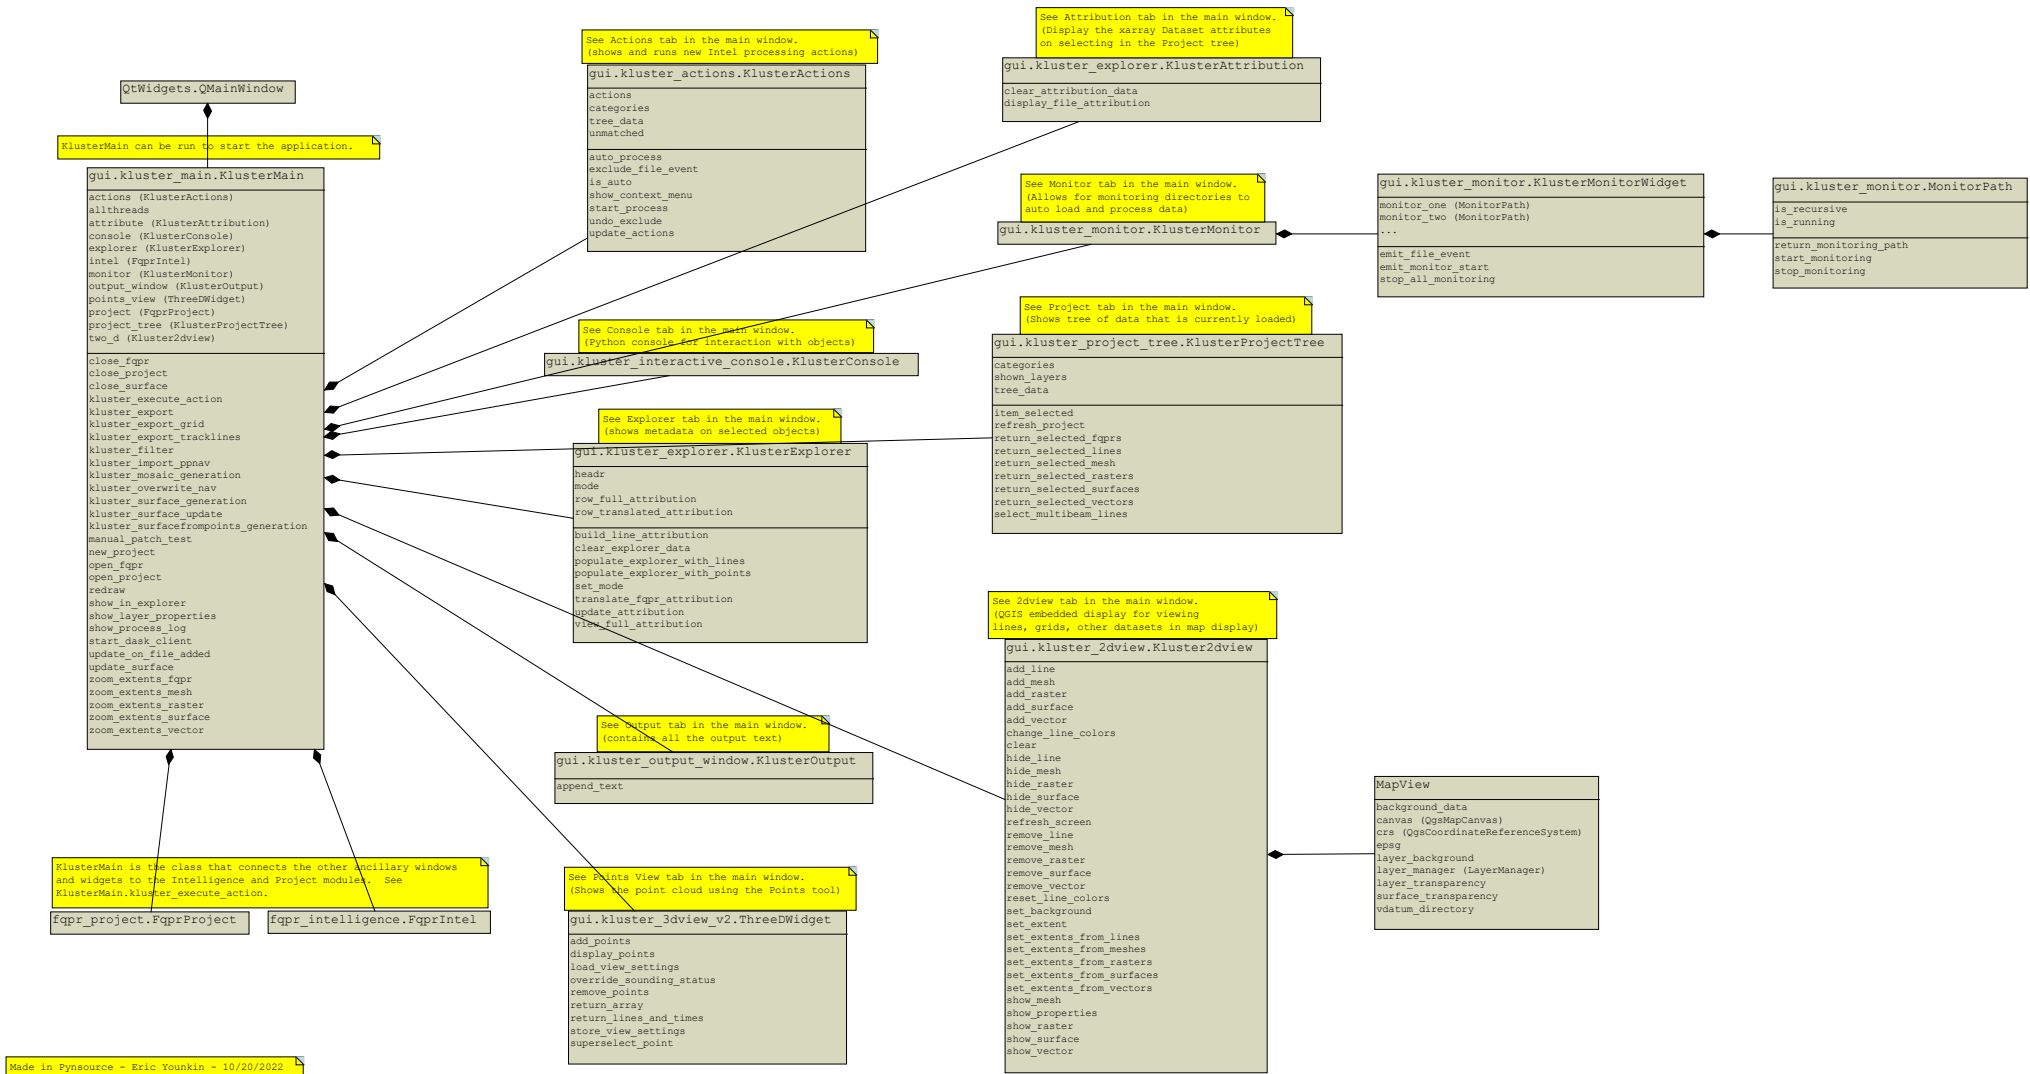 QtWidgets.QMainWindow
KlusterMain can be run to start the application.
gui.kluster_main.KlusterMain
actions (KlusterActions)
allthreads
attribute (KlusterAttribution)
console (KlusterConsole)
explorer (KlusterExplorer)
intel (FqprIntel)
monitor (KlusterMonitor)
output_window (KlusterOutput)
points_view (ThreeDWidget)
project (FqprProject)
project_tree (KlusterProjectTree)
two_d (Kluster2dview)
close_fqpr
close_project
close_surface
kluster_execute_action
kluster_export
kluster_export_grid
kluster_export_tracklines
kluster_filter
kluster_import_ppnav
kluster_mosaic_generation
kluster_overwrite_nav
kluster_surface_generation
kluster_surface_update
kluster_surfacefrompoints_generation
manual_patch_test
new_project
open_fqpr
open_project
redraw
show_in_explorer
show_layer_properties
show_process_log
start_dask_client
update_on_file_added
update_surface
zoom_extents_fqpr
zoom_extents_mesh
zoom_extents_raster
zoom_extents_surface
zoom_extents_vector
KlusterMain is the class that connects the other ancillary windows
and widgets to the Intelligence and Project modules.  See
KlusterMain.kluster_execute_action.
fqpr_project.FqprProject
fqpr_intelligence.FqprIntel
Made in Pynsource - Eric Younkin - 10/20/2022
See Actions tab in the main window.
(shows and runs new Intel processing actions)
gui.kluster_actions.KlusterActions
actions
categories
tree_data
unmatched
auto_process
exclude_file_event
is_auto
show_context_menu
start_process
undo_exclude
update_actions
See Console tab in the main window.
(Python console for interaction with objects)
gui.kluster_interactive_console.KlusterConsole
See Explorer tab in the main window.
(shows metadata on selected objects)
gui.kluster_explorer.KlusterExplorer
headr
mode
row_full_attribution
row_translated_attribution
build_line_attribution
clear_explorer_data
populate_explorer_with_lines
populate_explorer_with_points
set_mode
translate_fqpr_attribution
update_attribution
view_full_attribution
See Output tab in the main window.
(contains all the output text)
gui.kluster_output_window.KlusterOutput
append_text
See Points View tab in the main window.
(Shows the point cloud using the Points tool)
gui.kluster_3dview_v2.ThreeDWidget
add_points
display_points
load_view_settings
override_sounding_status
remove_points
return_array
return_lines_and_times
store_view_settings
superselect_point
See Attribution tab in the main window.
(Display the xarray Dataset attributes
on selecting in the Project tree)
gui.kluster_explorer.KlusterAttribution
clear_attribution_data
display_file_attribution
See Monitor tab in the main window.
(Allows for monitoring directories to
auto load and process data)
gui.kluster_monitor.KlusterMonitor
gui.kluster_monitor.KlusterMonitorWidget
monitor_one (MonitorPath)
monitor_two (MonitorPath)
...
emit_file_event
emit_monitor_start
stop_all_monitoring
gui.kluster_monitor.MonitorPath
is_recursive
is_running
return_monitoring_path
start_monitoring
stop_monitoring
See Project tab in the main window.
(Shows tree of data that is currently loaded)
gui.kluster_project_tree.KlusterProjectTree
categories
shown_layers
tree_data
item_selected
refresh_project
return_selected_fqprs
return_selected_lines
return_selected_mesh
return_selected_rasters
return_selected_surfaces
return_selected_vectors
select_multibeam_lines
See 2dview tab in the main window.
(QGIS embedded display for viewing
lines, grids, other datasets in map display)
gui.kluster_2dview.Kluster2dview
add_line
add_mesh
add_raster
add_surface
add_vector
change_line_colors
clear
hide_line
hide_mesh
hide_raster
hide_surface
hide_vector
refresh_screen
remove_line
remove_mesh
remove_raster
remove_surface
remove_vector
reset_line_colors
set_background
set_extent
set_extents_from_lines
set_extents_from_meshes
set_extents_from_rasters
set_extents_from_surfaces
set_extents_from_vectors
show_mesh
show_properties
show_raster
show_surface
show_vector
MapView
background_data
canvas (QgsMapCanvas)
crs (QgsCoordinateReferenceSystem)
epsg
layer_background
layer_manager (LayerManager)
layer_transparency
surface_transparency
vdatum_directory